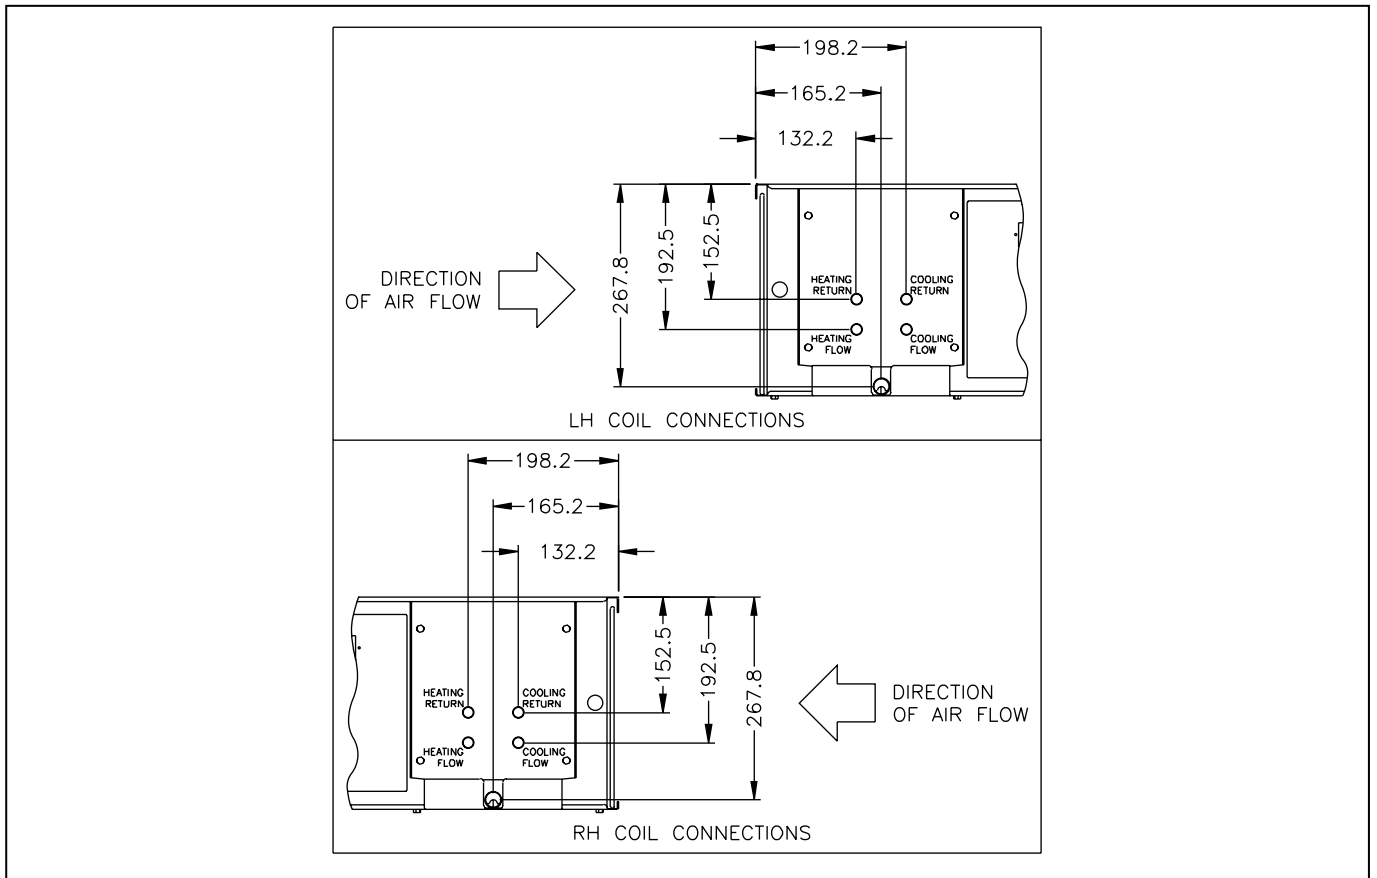 198.2
165.2
132.2
267.8
192.5
152.5
DIRECTION
OF AIR FLOW
HEATING
RETURN
COOLING
RETURN
HEATING
FLOW
COOLING
FLOW
LH COIL CONNECTIONS
198.2
165.2
132.2
152.5
192.5
267.8
HEATING
RETURN
COOLING
RETURN
HEATING
FLOW
COOLING
FLOW
DIRECTION
OF AIR FLOW
RH COIL CONNECTIONS